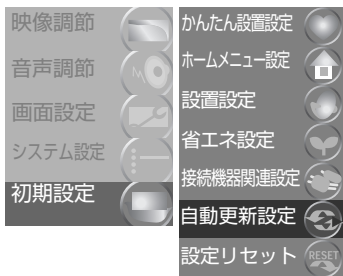 映像調節
音声調節
画面設定
システム設定
初期設定
かんたん設置設定
ホームメニュー設定
設置設定
省エネ設定
接続機器関連設定
自動更新設定
設定リセット
RESET